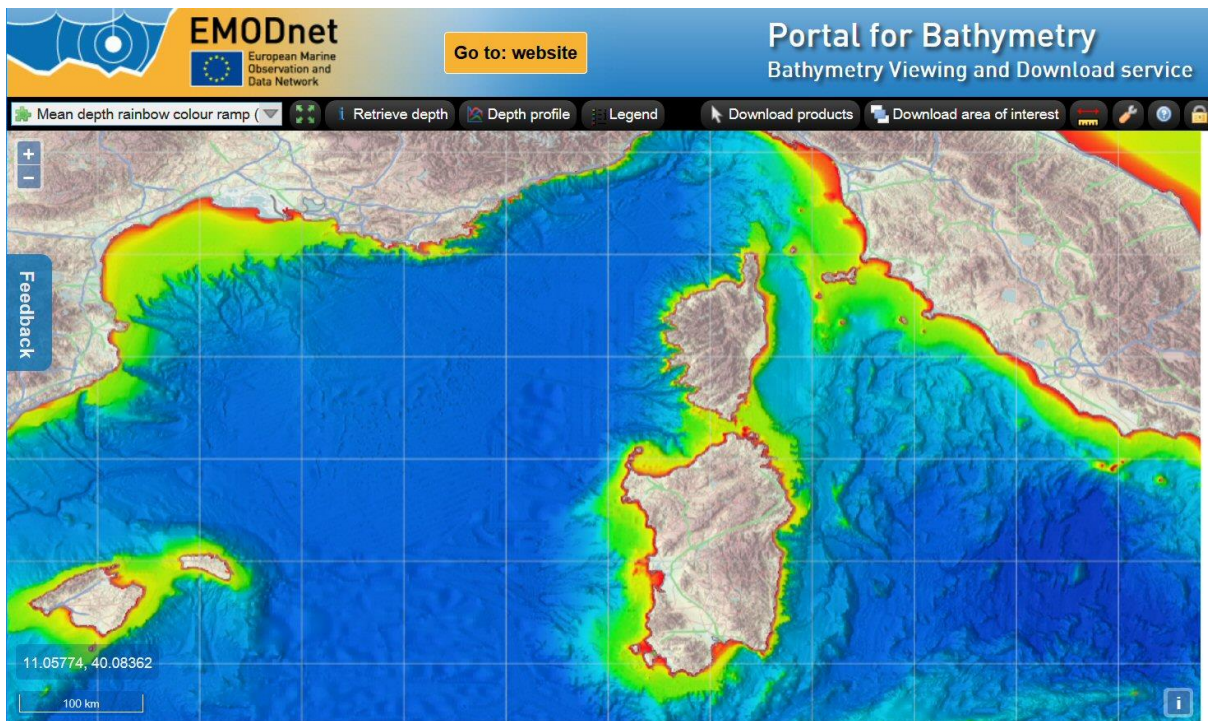 EMODnet
European Marine
Observation and
Data Network
Go to: website
Portal for Bathymetry
Bathymetry Viewing and Download service
Mean depth rainbow colour ramp (
Retrieve depth
Depth profile
Legend
Download products
Download area of interest
+
−
Feedback
11.05774, 40.08362
100 km
i